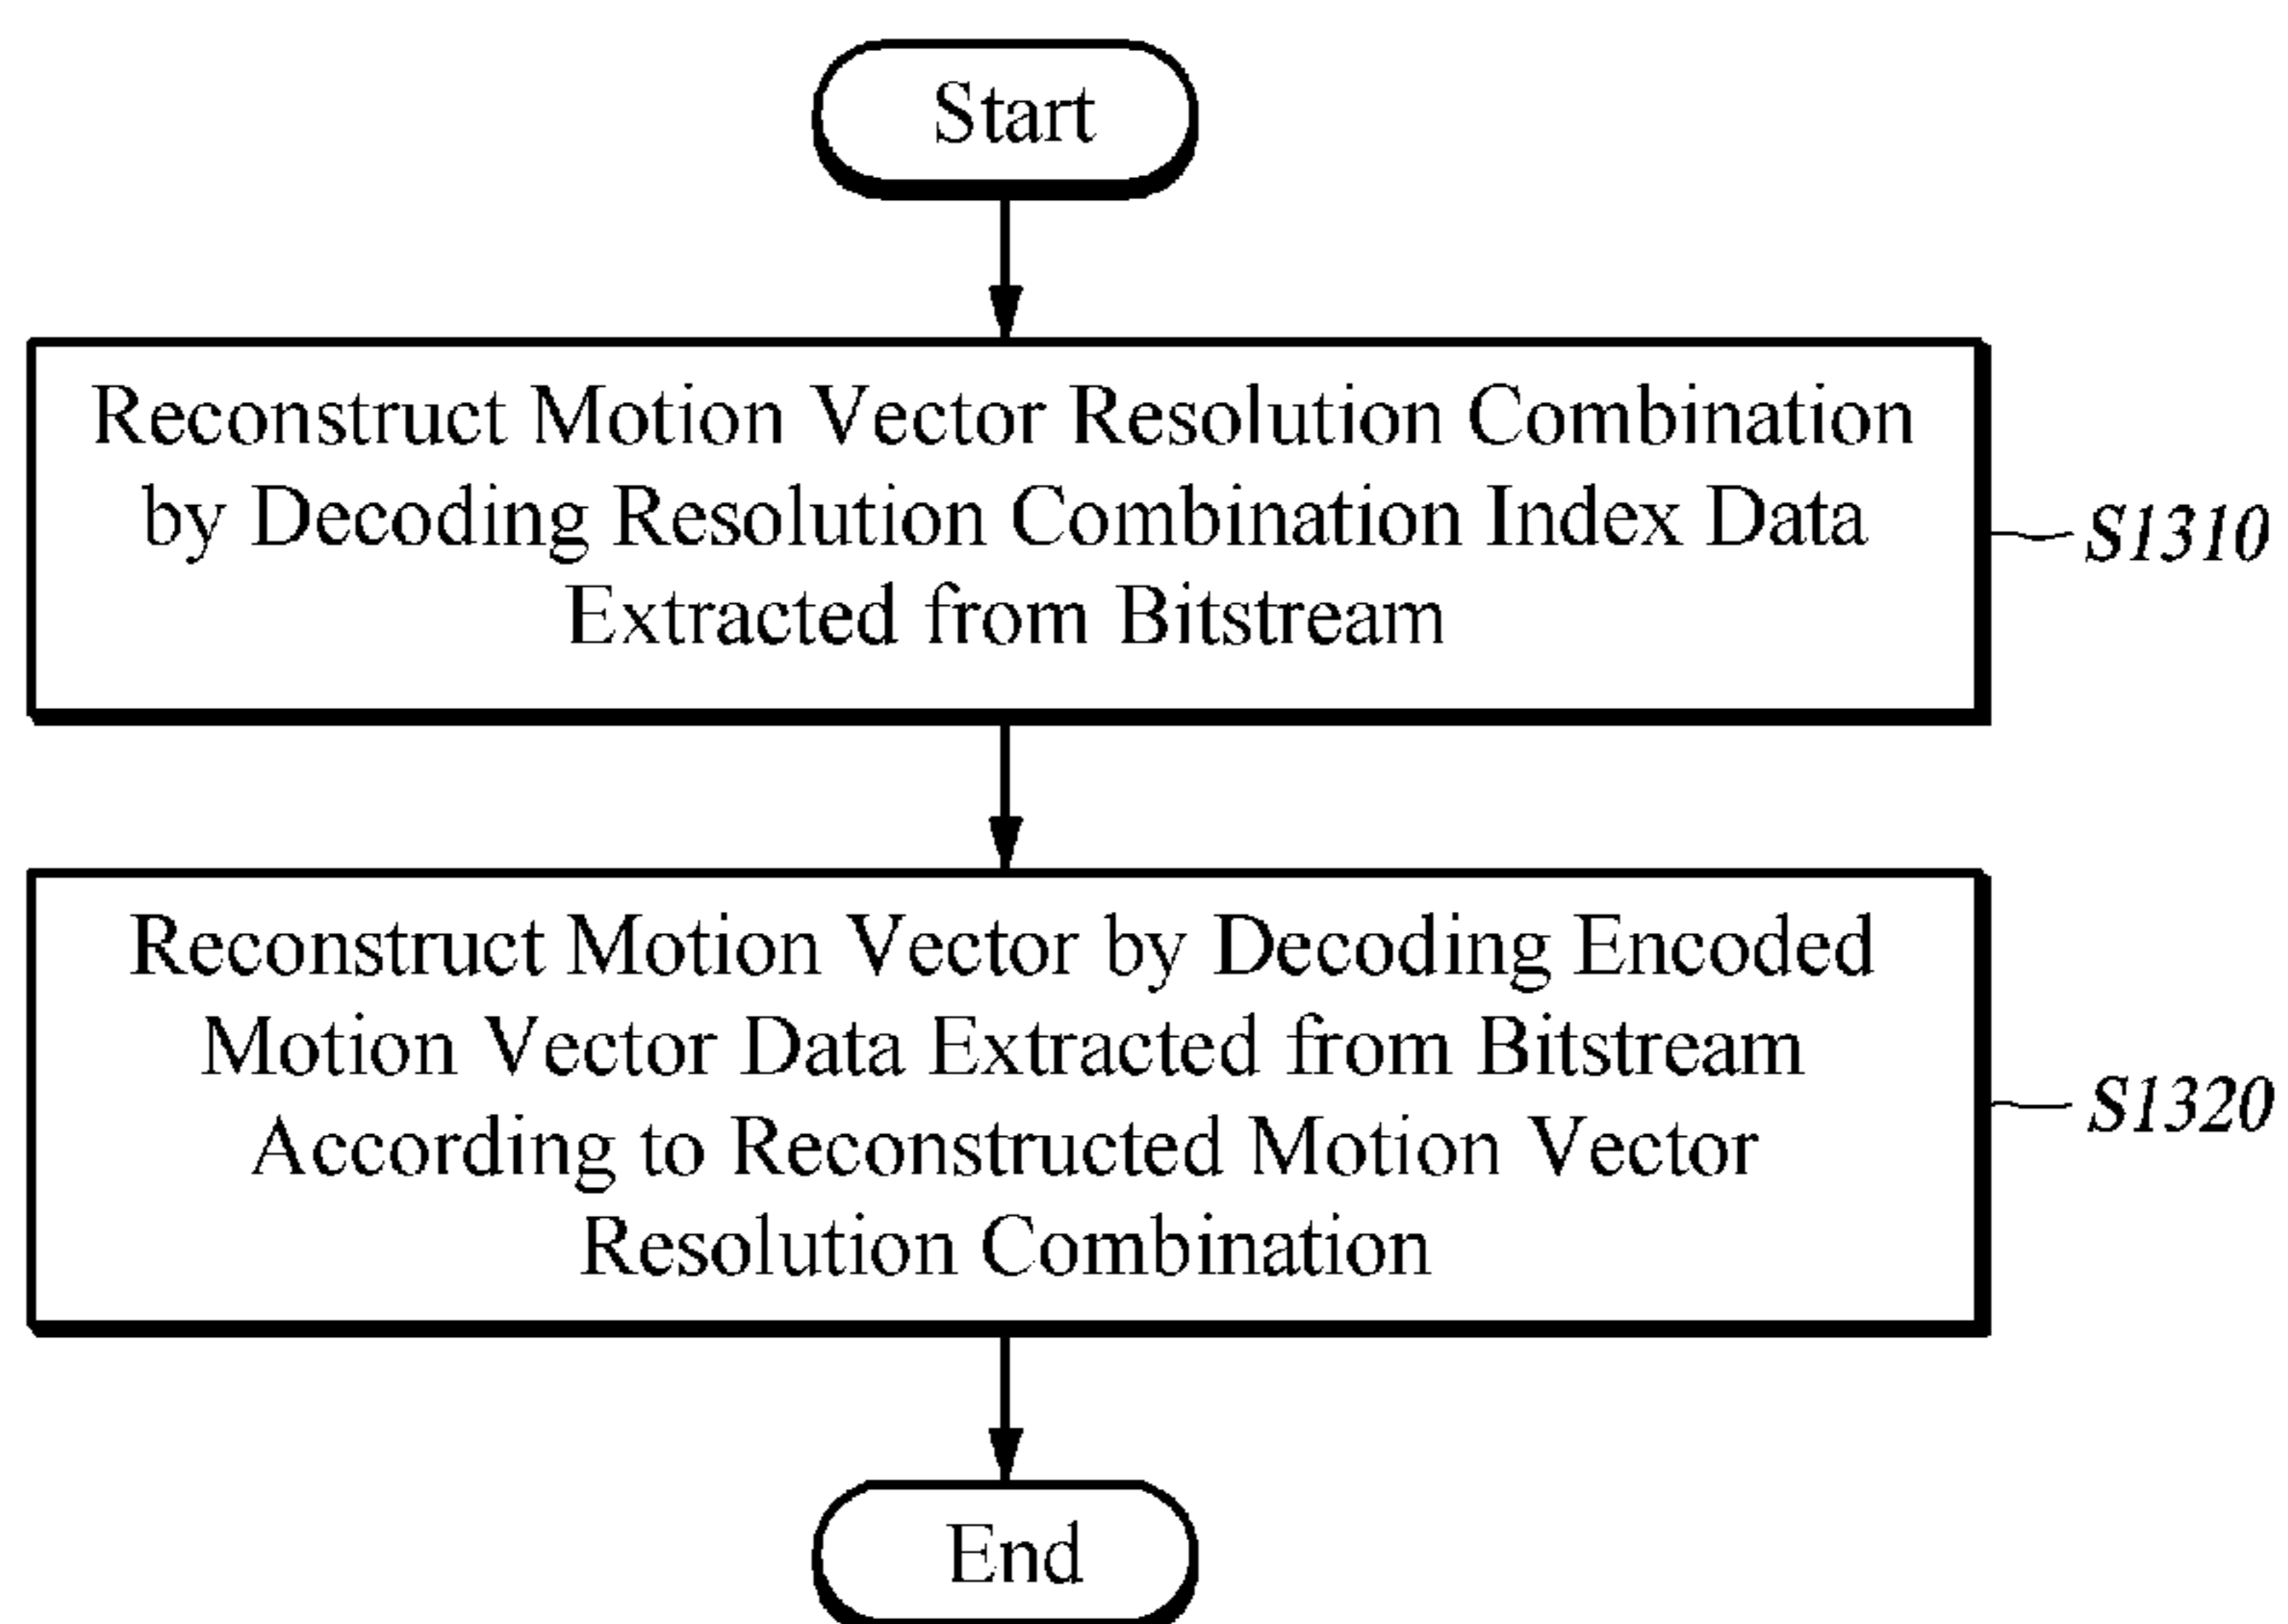 Start
Reconstruct Motion Vector Resolution Combination
by Decoding Resolution Combination Index Data
Extracted from Bitstream
S1310
Reconstruct Motion Vector by Decoding Encoded
Motion Vector Data Extracted from Bitstream
According to Reconstructed Motion Vector
Resolution Combination
S1320
End